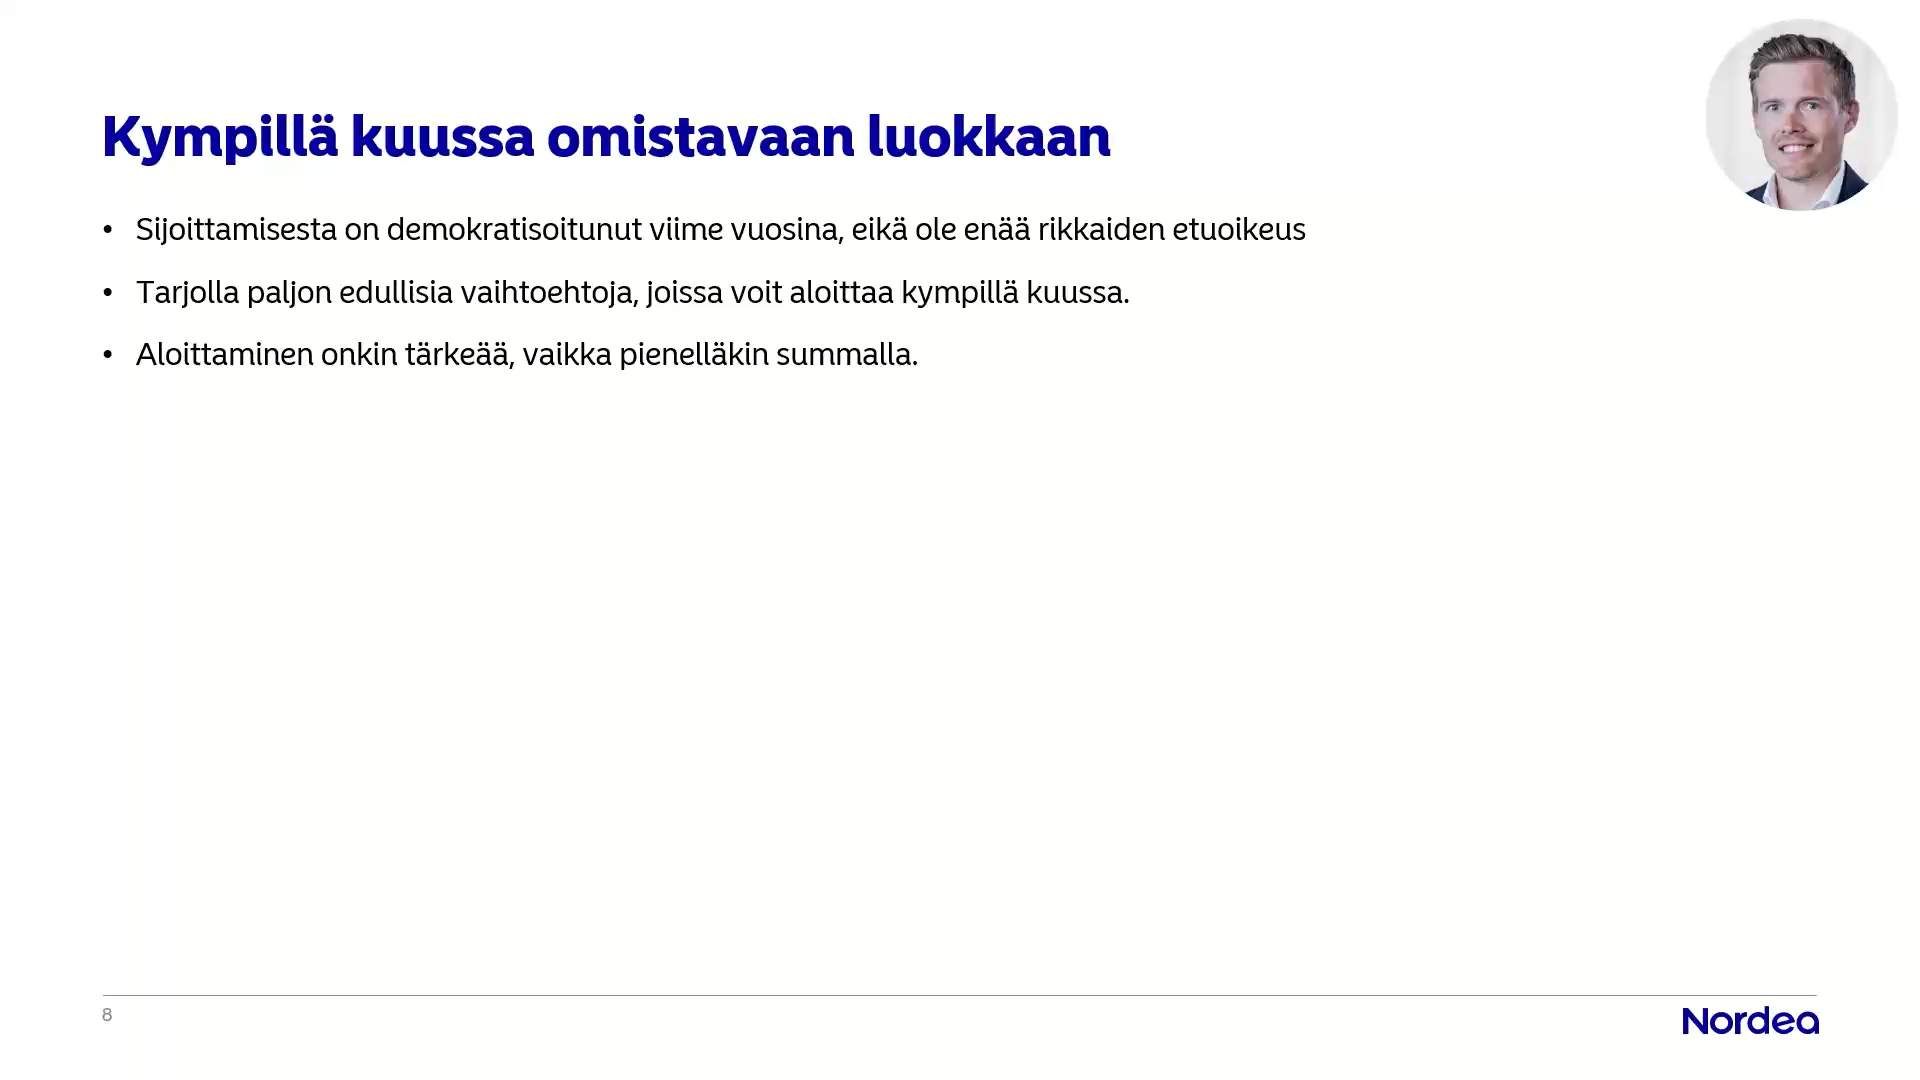 Kympillä kuussa omistavaan luokkaan
• Sijoittamisesta on demokratisoitunut viime vuosina, eikä ole enää rikkaiden etuoikeus
• Tarjolla paljon edullisia vaihtoehtoja, joissa voit aloittaa kympillä kuussa.
• Aloittaminen onkin tärkeää, vaikka pienelläkin summalla.
8
Nordea